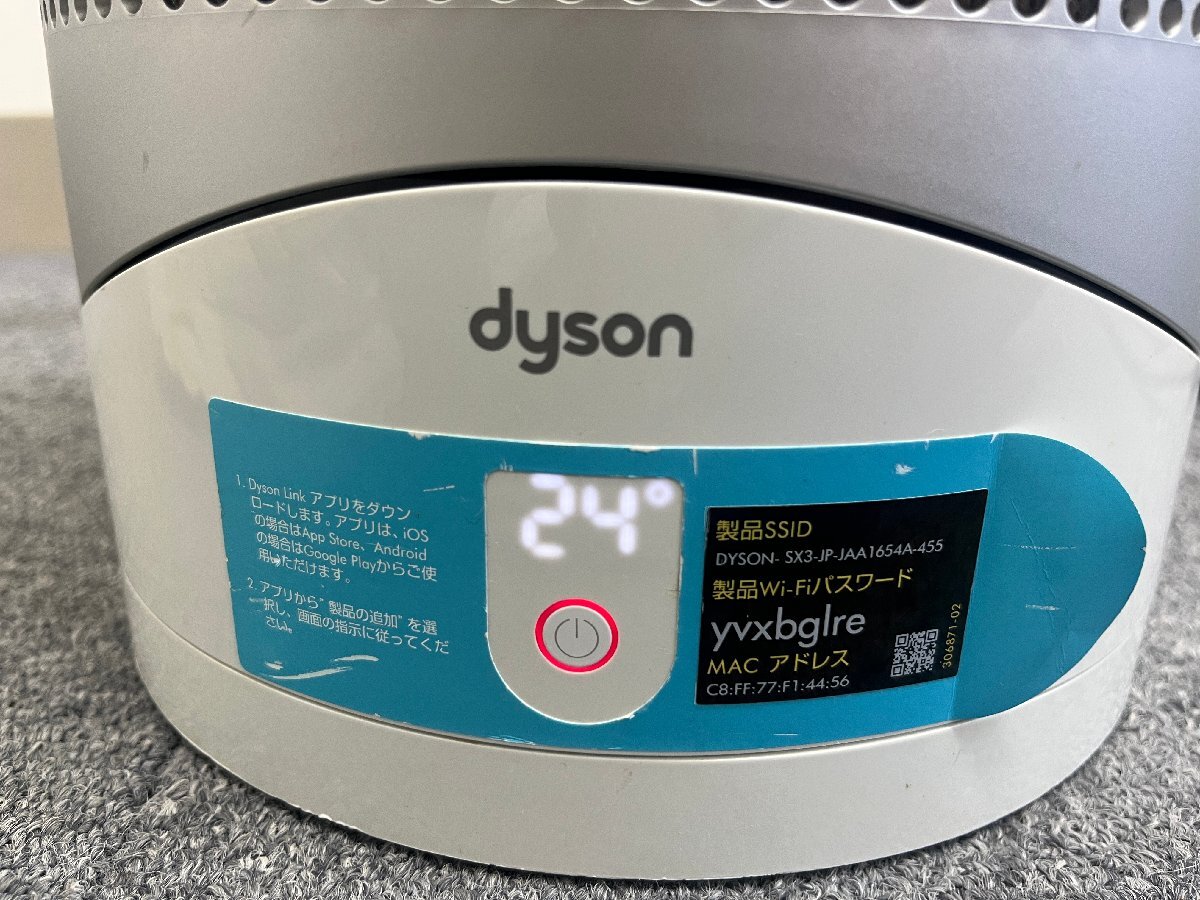 dyson
1. Dyson Link アプリをダウン
ロードします。アプリは、iOS
の場合はApp Store、Android
の場合はGoogle Playからご使
用いただけます。
2. アプリから"製品の追加"を選
択し、画面の指示に従ってくだ
さい。
24°
製品SSID
DYSON- SX3-JP-JAA1654A-455
製品Wi-Fiパスワード
yvxbglre
MAC アドレス
C8:FF:77:F1:44:56
306871-02